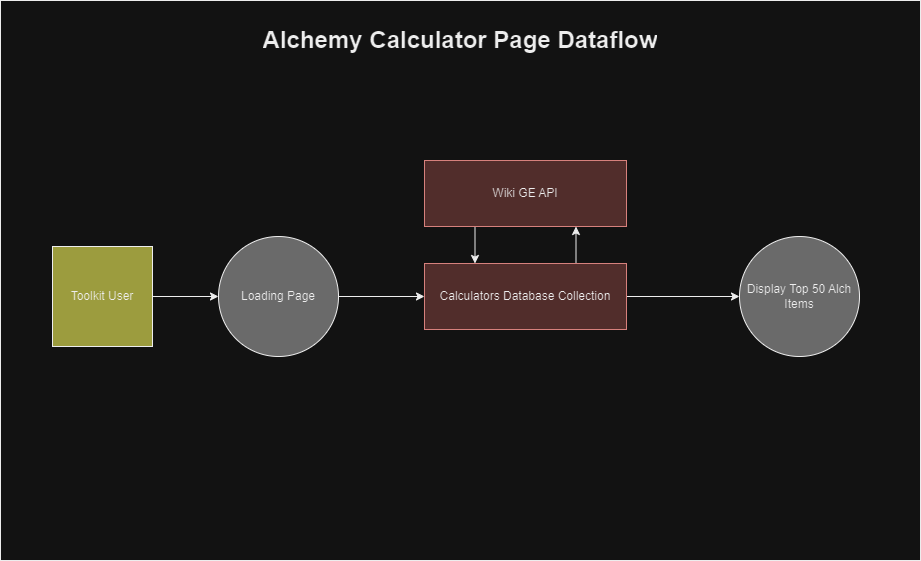 Alchemy Calculator Page Dataflow
Wiki GE API
Toolkit User
Loading Page
Calculators Database Collection
Display Top 50 Alch
Items